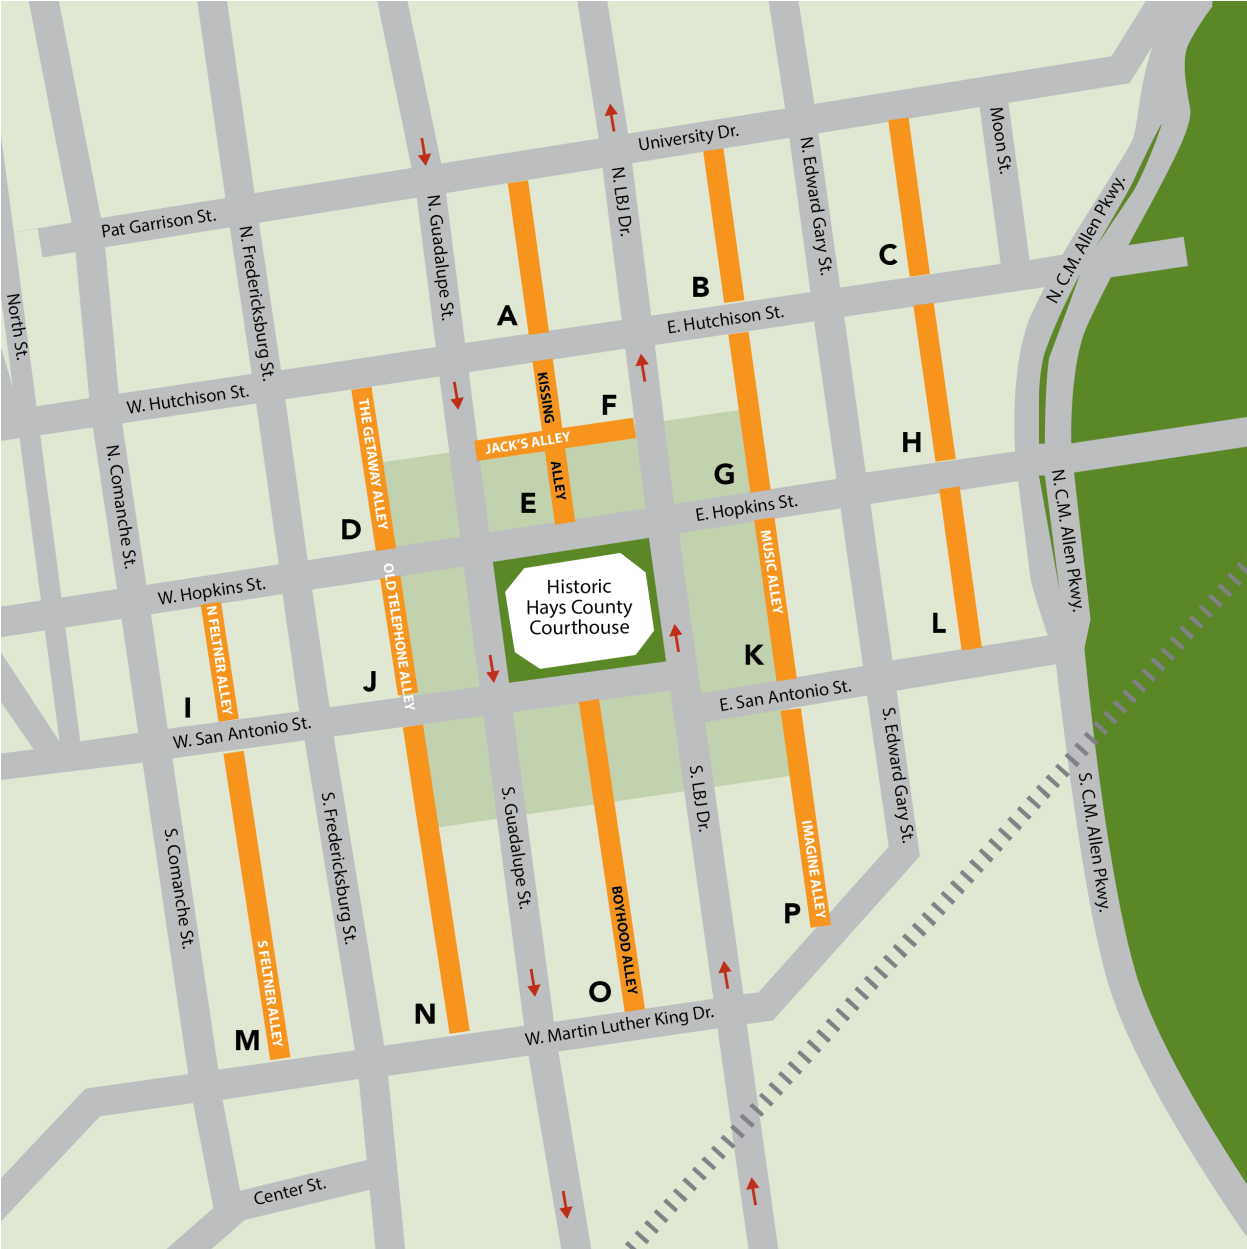 University Dr.
Pat Garrison St.
N. Fredericksburg St.
N. Guadalupe St.
N. LBJ Dr.
N. Edward Gary St.
Moon St.
N. C.M. Allen Pkwy.
North St.
A
B
C
E. Hutchison St.
W. Hutchison St.
THE GETAWAY ALLEY
KISSING
ALLEY
JACK'S ALLEY
F
D
E
G
H
N. Comanche St.
E. Hopkins St.
W. Hopkins St.
N. C.M. Allen Pkwy.
MUSIC ALLEY
OLD TELEPHONE ALLEY
N FELTNER ALLEY
Historic
Hays County
Courthouse
I
J
K
L
E. San Antonio St.
W. San Antonio St.
S. Comanche St.
S. Fredericksburg St.
S. Guadalupe St.
S. LBJ Dr.
S. Edward Gary St.
S. C.M. Allen Pkwy.
S FELTNER ALLEY
BOYHOOD ALLEY
IMAGINE ALLEY
M
N
O
P
W. Martin Luther King Dr.
Center St.